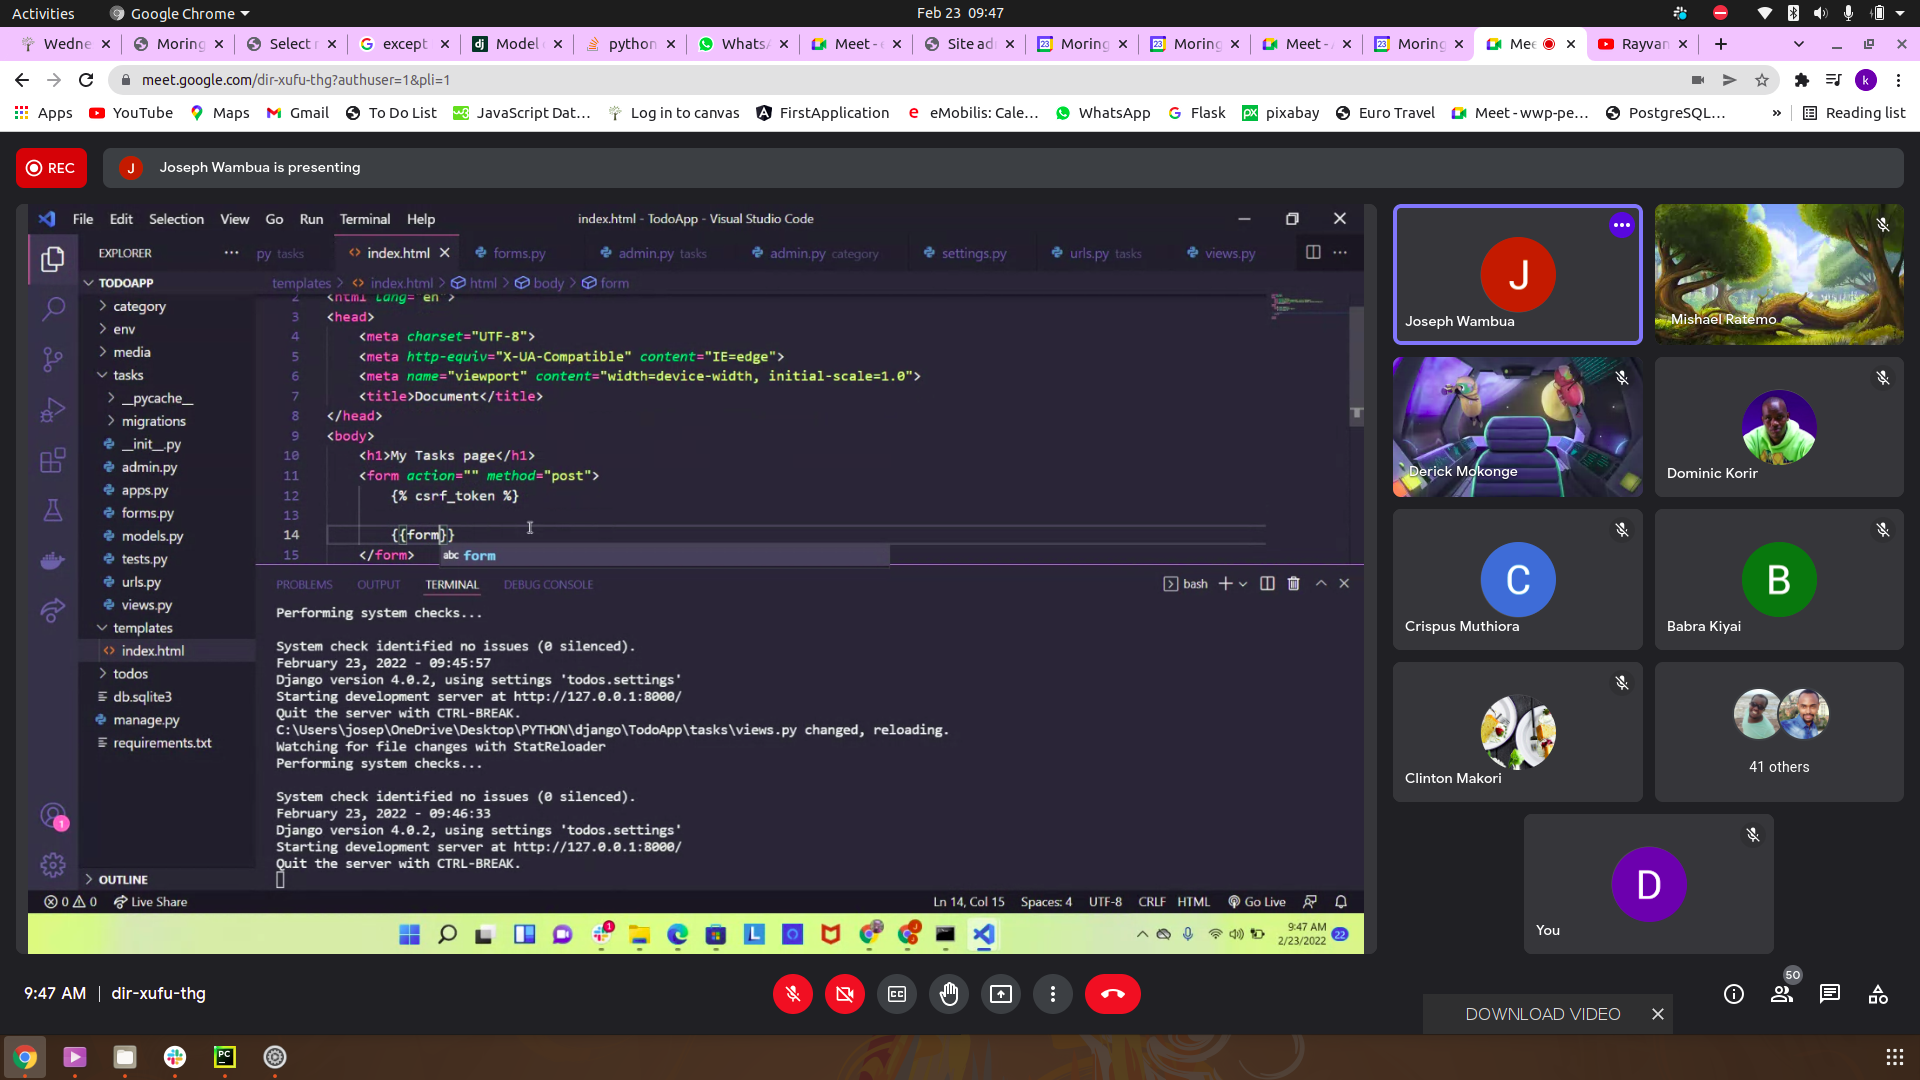 Activities
Google Chrome
Feb 23 09:47
Wedne
Moring
Select r
except
Model
python
WhatsA
Meet -
Site ad
Moring
Moring
Meet -
Moring
Mee
Rayvan
meet.google.com/dir-xufu-thg?authuser=1&pli=1
k
Apps
YouTube
Maps
Gmail
To Do List
JavaScript Dat...
Log in to canvas
FirstApplication
eMobilis: Cale...
WhatsApp
Flask
pixabay
Euro Travel
Meet - wwp-pe...
PostgreSQL...
»
Reading list
REC
J
Joseph Wambua is presenting
File Edit Selection View Go Run Terminal Help
index.html - TodoApp - Visual Studio Code
EXPLORER
py tasks
index.html
forms.py
admin.py tasks
admin.py category
settings.py
urls.py tasks
views.py
templates > index.html > html > body > form
TODOAPP
category
env
media
tasks
__pycache__
migrations
__init__.py
admin.py
apps.py
forms.py
models.py
tests.py
urls.py
views.py
templates
index.html
todos
db.sqlite3
manage.py
requirements.txt
OUTLINE
2 <html lang="en">
3 <head>
4 <meta charset="UTF-8">
5 <meta http-equiv="X-UA-Compatible" content="IE=edge">
6 <meta name="viewport" content="width=device-width, initial-scale=1.0">
7 <title>Document</title>
8 </head>
9 <body>
10 <h1>My Tasks page</h1>
11 <form action="" method="post">
12 {% csrf_token %}
13
14 {{form}}
15 </form>
abc form
PROBLEMS OUTPUT TERMINAL DEBUG CONSOLE
bash
Performing system checks...
System check identified no issues (0 silenced).
February 23, 2022 - 09:45:57
Django version 4.0.2, using settings 'todos.settings'
Starting development server at http://127.0.0.1:8000/
Quit the server with CTRL-BREAK.
C:\Users\josep\OneDrive\Desktop\PYTHON\django\TodoApp\tasks\views.py changed, reloading.
Watching for file changes with StatReloader
Performing system checks...
System check identified no issues (0 silenced).
February 23, 2022 - 09:46:33
Django version 4.0.2, using settings 'todos.settings'
Starting development server at http://127.0.0.1:8000/
Quit the server with CTRL-BREAK.
1
0 0
Live Share
Ln 14, Col 15
Spaces: 4
UTF-8
CRLF
HTML
Go Live
9:47 AM
2/23/2022
22
J
Joseph Wambua
Mishael Ratemo
Derick Mokonge
Dominic Korir
C
Crispus Muthiora
B
Babra Kiyai
Clinton Makori
41 others
D
You
9:47 AM | dir-xufu-thg
50
DOWNLOAD VIDEO
PC